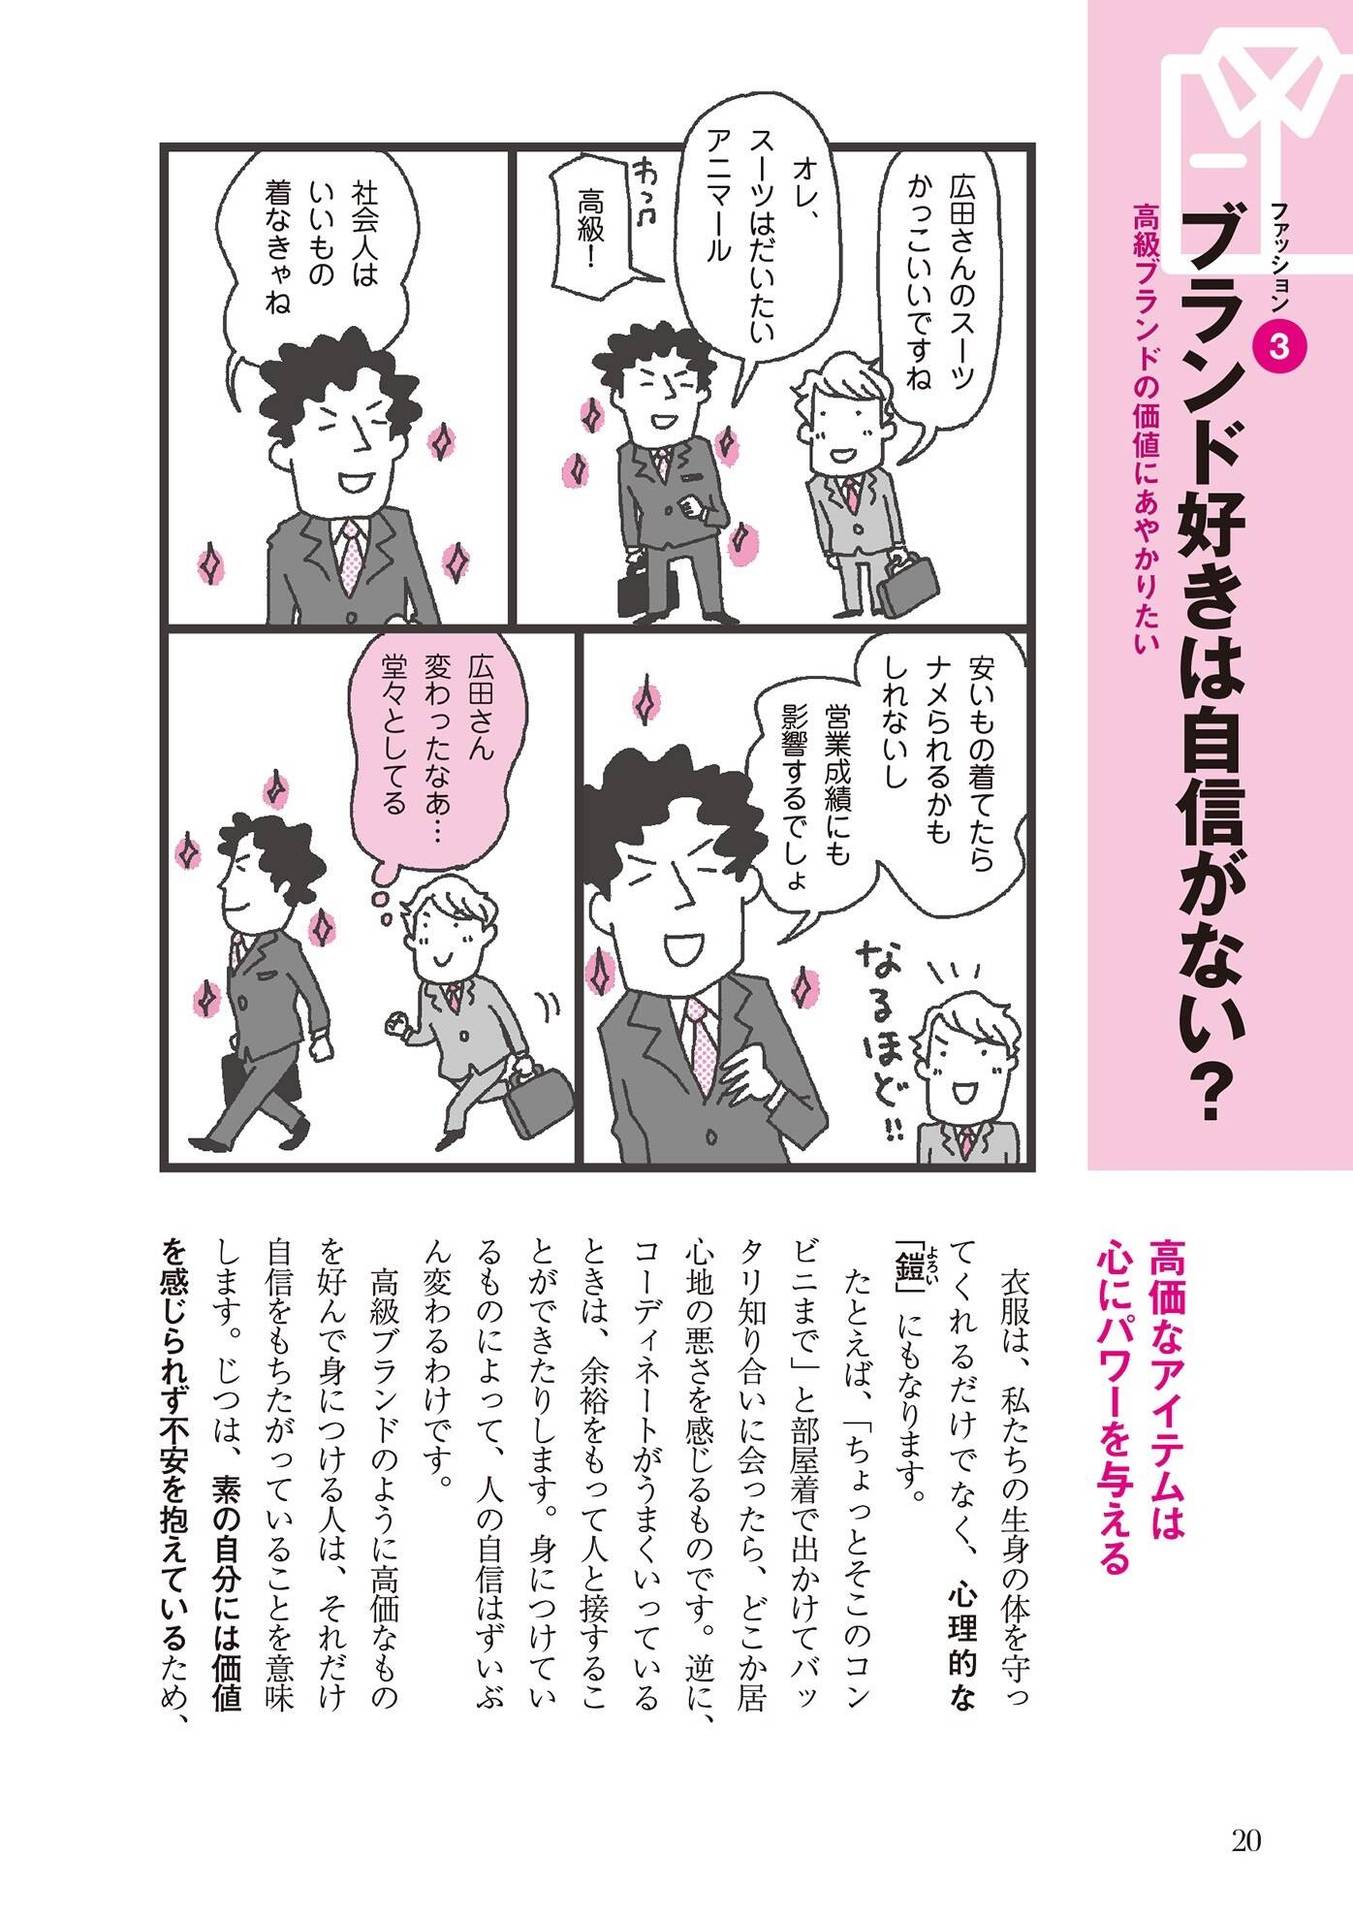 ファッション3
ブランド好きは自信がない?
高級ブランドの価値にあやかりたい
広田さんのスーツ
かっこいいですね
オレ、
スーツはだいたい
アニマール
わっ♫
高級!
社会人は
いいもの
着なきゃね
安いもの着てたら
ナメられるかも
しれないし
営業成績にも
影響するでしょ
なるほど!!
広田さん
変わったなあ…
堂々としてる
高価なアイテムは
心にパワーを与える
衣服は、私たちの生身の体を守っ
てくれるだけでなく、心理的な
「鎧」にもなります。
よろい
たとえば、「ちょっとそこのコン
ビニまで」と部屋着で出かけてバッ
タリ知り合いに会ったら、どこか居
心地の悪さを感じるものです。逆に、
コーディネートがうまくいっている
ときは、余裕をもって人と接するこ
とができたりします。身につけてい
るものによって、人の自信はずいぶ
ん変わるわけです。
高級ブランドのように高価なもの
を好んで身につける人は、それだけ
自信をもちたがっていることを意味
します。じつは、素の自分には価値
を感じられず不安を抱えているため、
20